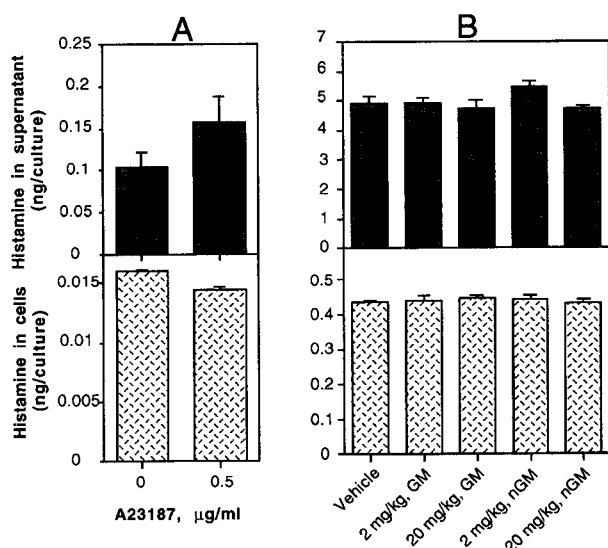 A
B
Histamine in supernatant
(ng/culture)
0.25
0.2
0.15
0.1
0.05
0
7
6
5
4
3
2
1
0
Histamine in cells
(ng/culture)
0.015
0.01
0.005
0
0.5
0.4
0.3
0.2
0.1
0
0
0.5
A23187, μg/ml
Vehicle
2 mg/kg, GM
20 mg/kg, GM
2 mg/kg, nGM
20 mg/kg, nGM